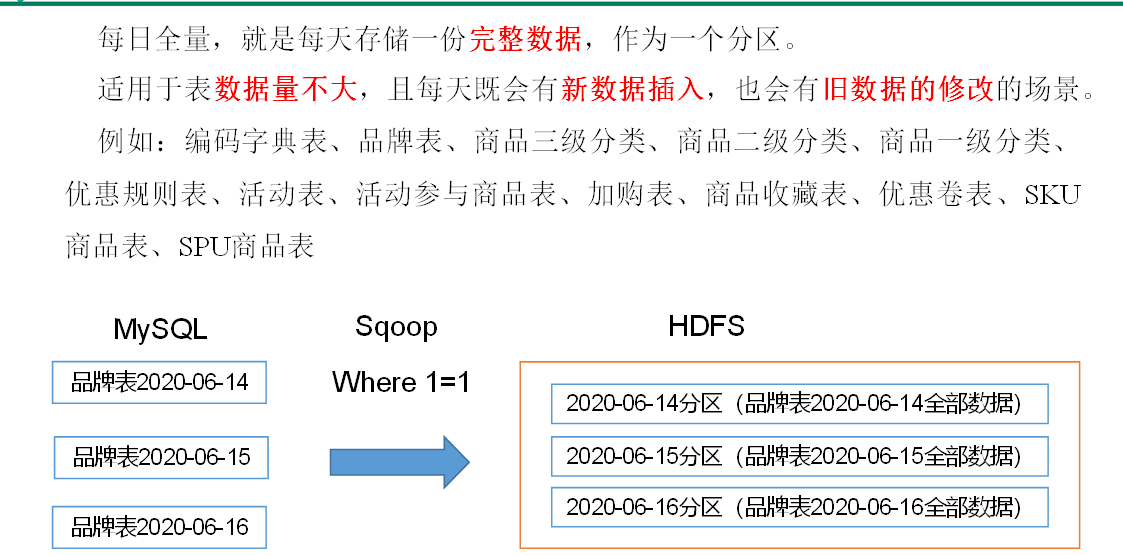 每日全量，就是每天存储一份完整数据，作为一个分区。
适用于表数据量不大，且每天既会有新数据插入，也会有旧数据的修改的场景。
例如：编码字典表、品牌表、商品三级分类、商品二级分类、商品一级分类、
优惠规则表、活动表、活动参与商品表、加购表、商品收藏表、优惠卷表、SKU
商品表、SPU商品表
MySQL Sqoop HDFS
品牌表2020-06-14
品牌表2020-06-15
品牌表2020-06-16
Where 1=1
2020-06-14分区（品牌表2020-06-14全部数据）
2020-06-15分区（品牌表2020-06-15全部数据）
2020-06-16分区（品牌表2020-06-16全部数据）